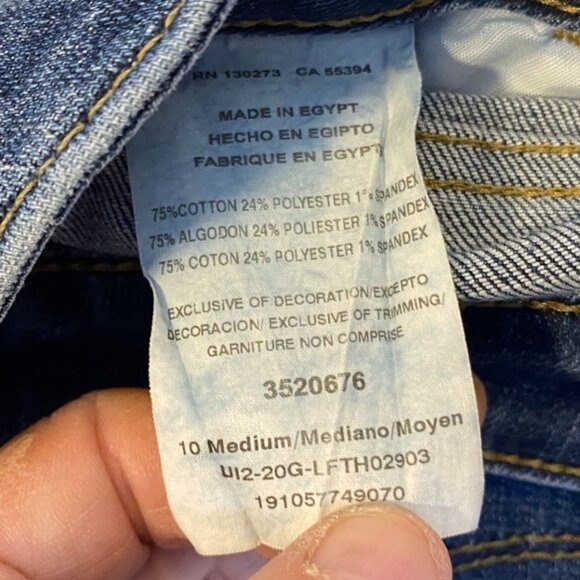 RN 130273 CA 55394
MADE IN EGYPT
HECHO EN EGIPTO
FABRIQUE EN EGYPTE
75%COTTON 24% POLYESTER 1% SPANDEX
75% ALGODON 24% POLIESTER 1% SPANDEX
75% COTON 24% POLYESTER 1% SPANDEX
EXCLUSIVE OF DECORATION/EXCEPTO
DECORACION/ EXCLUSIVE OF TRIMMING/
GARNITURE NON COMPRISE
3520676
10 Medium/Mediano/Moyen
UI2-20G-LFTH02903
191057749070